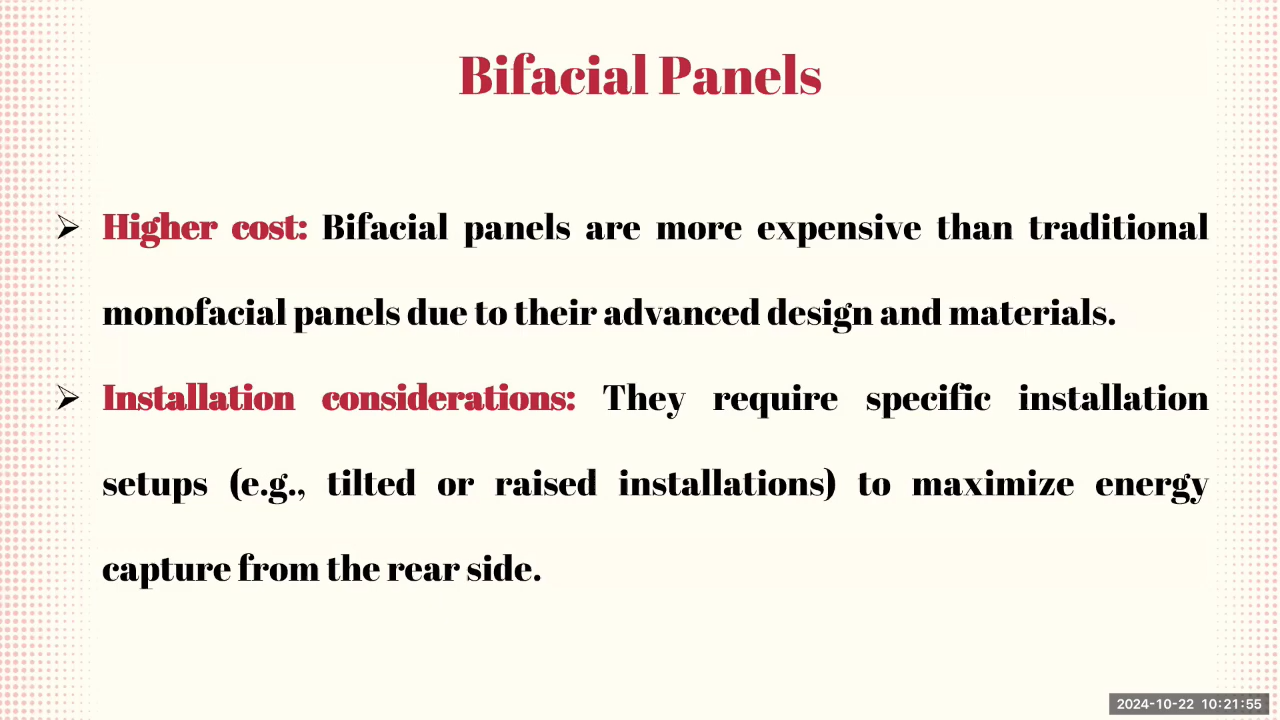 Bifacial Panels
➢ Higher cost: Bifacial panels are more expensive than traditional
monofacial panels due to their advanced design and materials.
➢ Installation considerations: They require specific installation
setups (e.g., tilted or raised installations) to maximize energy
capture from the rear side.
2024-10-22 10:21:55